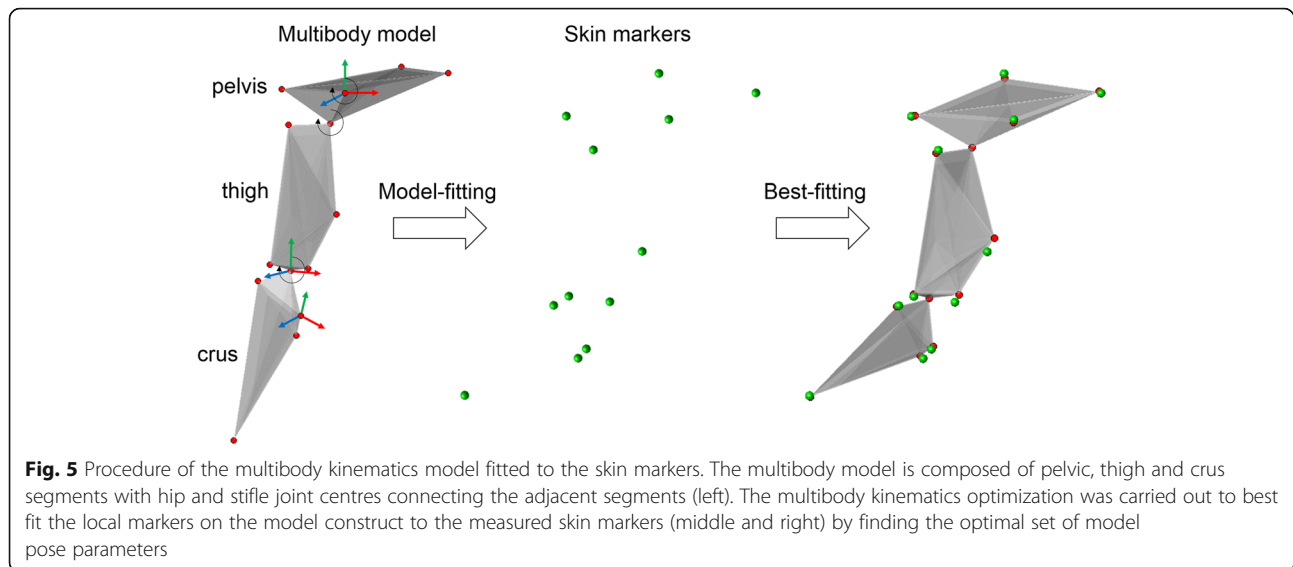 Multibody model
Skin markers
pelvis
thigh
Model-fitting
Best-fitting
crus
Fig. 5 Procedure of the multibody kinematics model fitted to the skin markers. The multibody model is composed of pelvic, thigh and crus
segments with hip and stifle joint centres connecting the adjacent segments (left). The multibody kinematics optimization was carried out to best
fit the local markers on the model construct to the measured skin markers (middle and right) by finding the optimal set of model
pose parameters